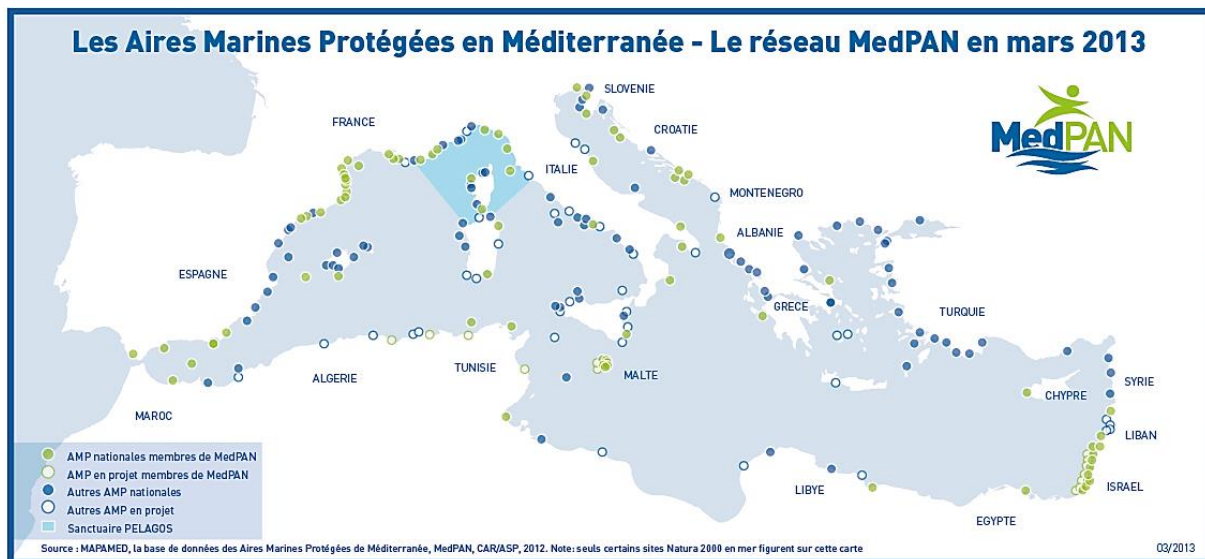 Les Aires Marines Protégées en Méditerranée - Le réseau MedPAN en mars 2013
MedPAN
SLOVENIE
FRANCE
CROATIE
ITALIE
MONTENEGRO
ALBANIE
ESPAGNE
GRECE
TURQUIE
TUNISIE
MALTE
ALGERIE
CHYPRE
SYRIE
MAROC
LIBAN
ISRAEL
LIBYE
EGYPTE
AMP nationales membres de MedPAN
AMP en projet membres de MedPAN
Autres AMP nationales
Autres AMP en projet
Sanctuaire PELAGOS
Source : MAPAMED, la base de données des Aires Marines Protégées de Méditerranée, MedPAN, CAR/ASP, 2012. Note: seuls certains sites Natura 2000 en mer figurent sur cette carte
03/2013